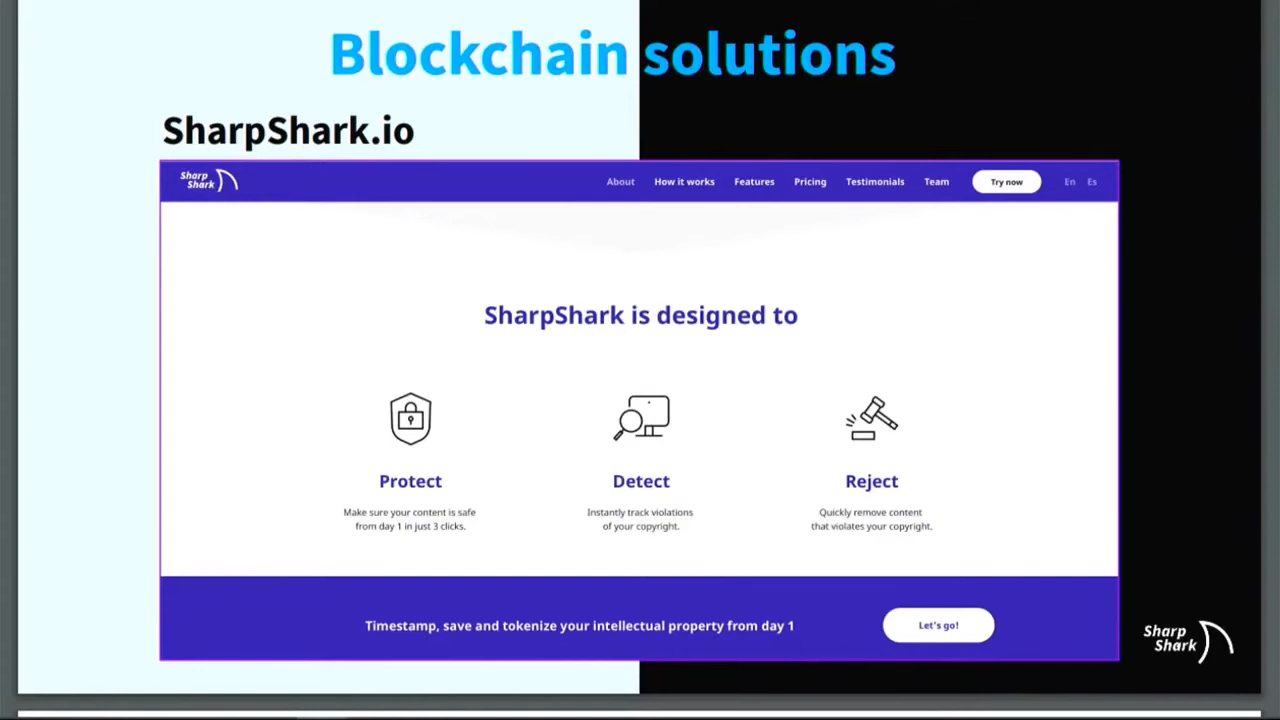 Blockchain solutions
SharpShark.io
Sharp
Shark
About How it works Features Pricing Testimonials Team Try now En Es
SharpShark is designed to
Protect Detect Reject
Make sure your content is safe
from day 1 in just 3 clicks.
Instantly track violations
of your copyright.
Quickly remove content
that violates your copyright.
Timestamp, save and tokenize your intellectual property from day 1 Let's go!
Sharp
Shark